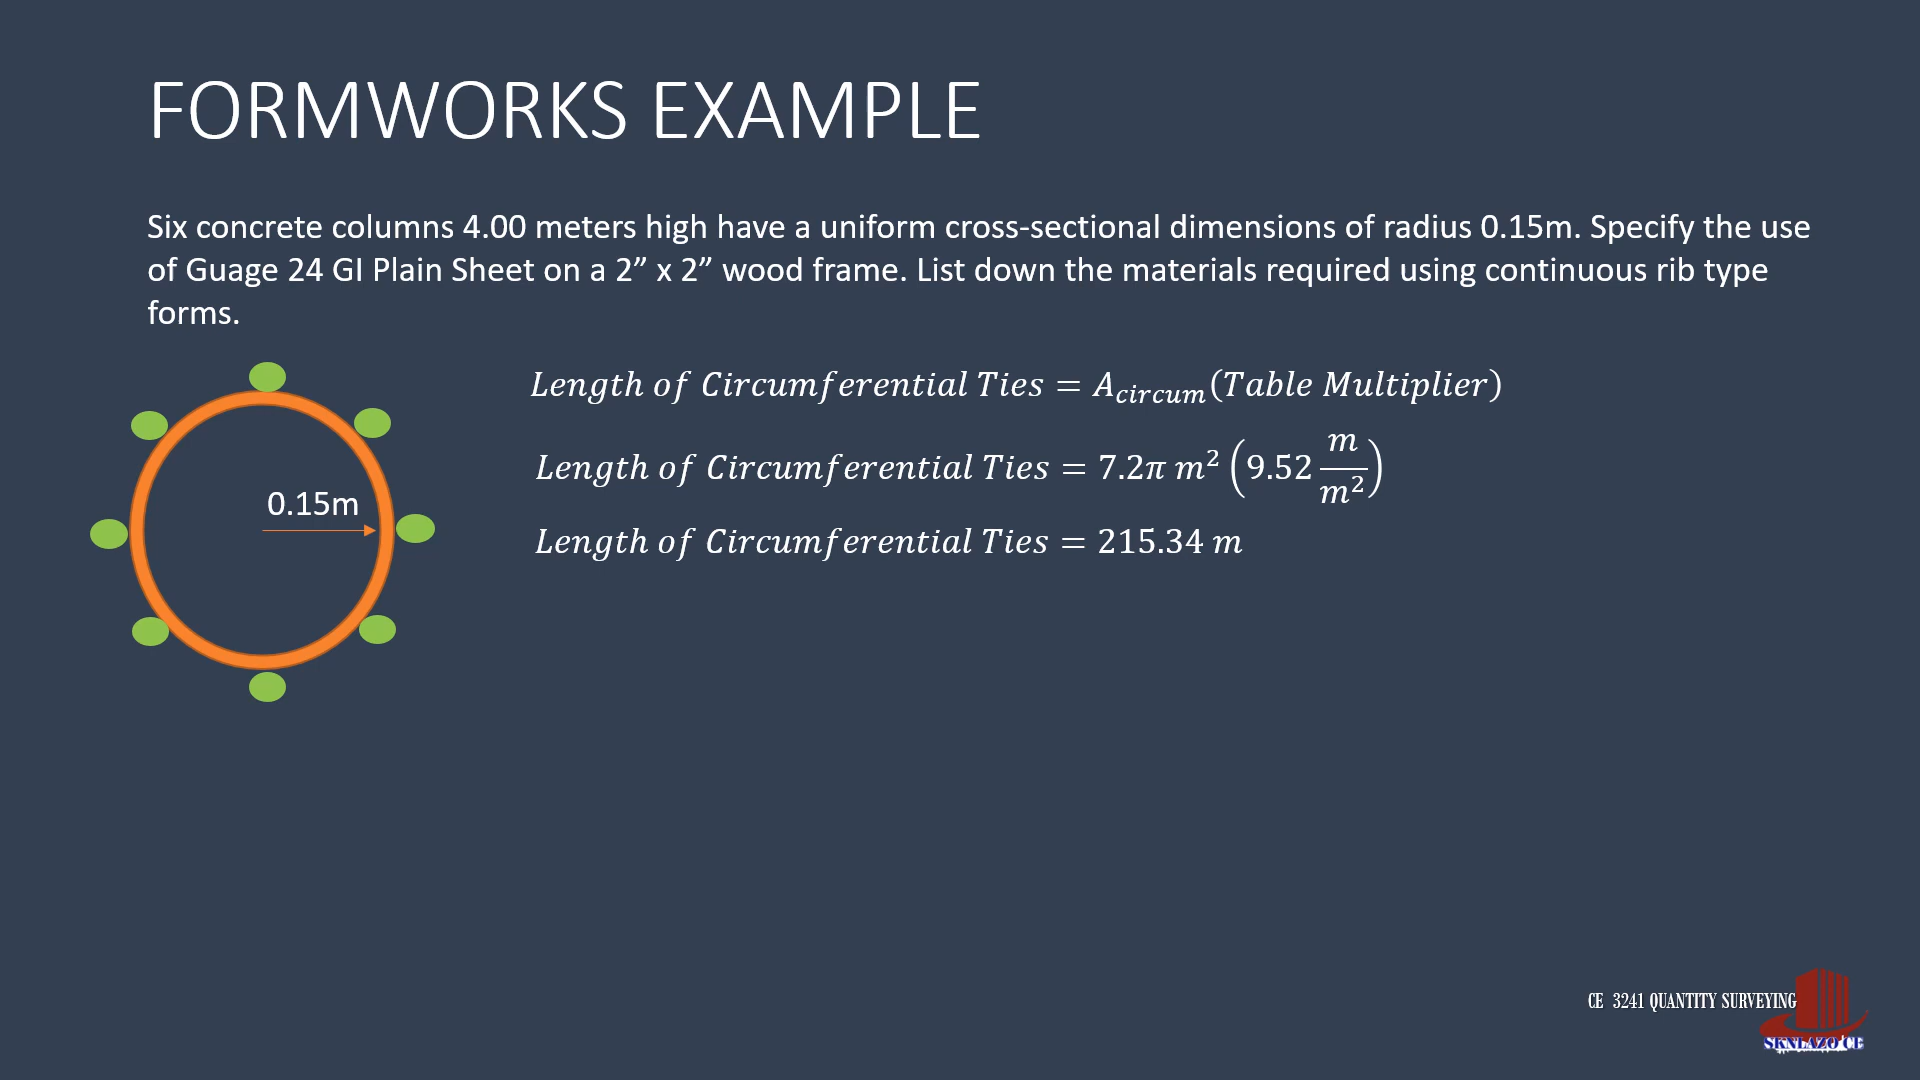 FORMWORKS EXAMPLE
Six concrete columns 4.00 meters high have a uniform cross-sectional dimensions of radius 0.15m. Specify the use
of Guage 24 GI Plain Sheet on a 2” x 2” wood frame. List down the materials required using continuous rib type
forms.
Length of Circumferential Ties = A_circum(Table Multiplier)
Length of Circumferential Ties = 7.2π m² (9.52 m/m²)
0.15m
Length of Circumferential Ties = 215.34 m
CE 3241 QUANTITY SURVEYING